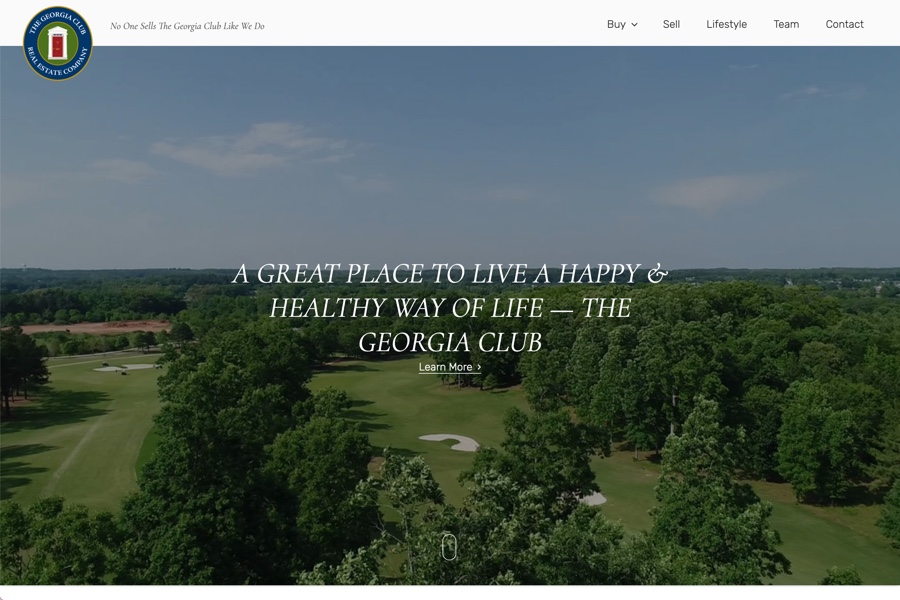 THE GEORGIA CLUB
REAL ESTATE COMPANY
No One Sells The Georgia Club Like We Do
Buy Sell Lifestyle Team Contact
A GREAT PLACE TO LIVE A HAPPY &
HEALTHY WAY OF LIFE — THE
GEORGIA CLUB
Learn More